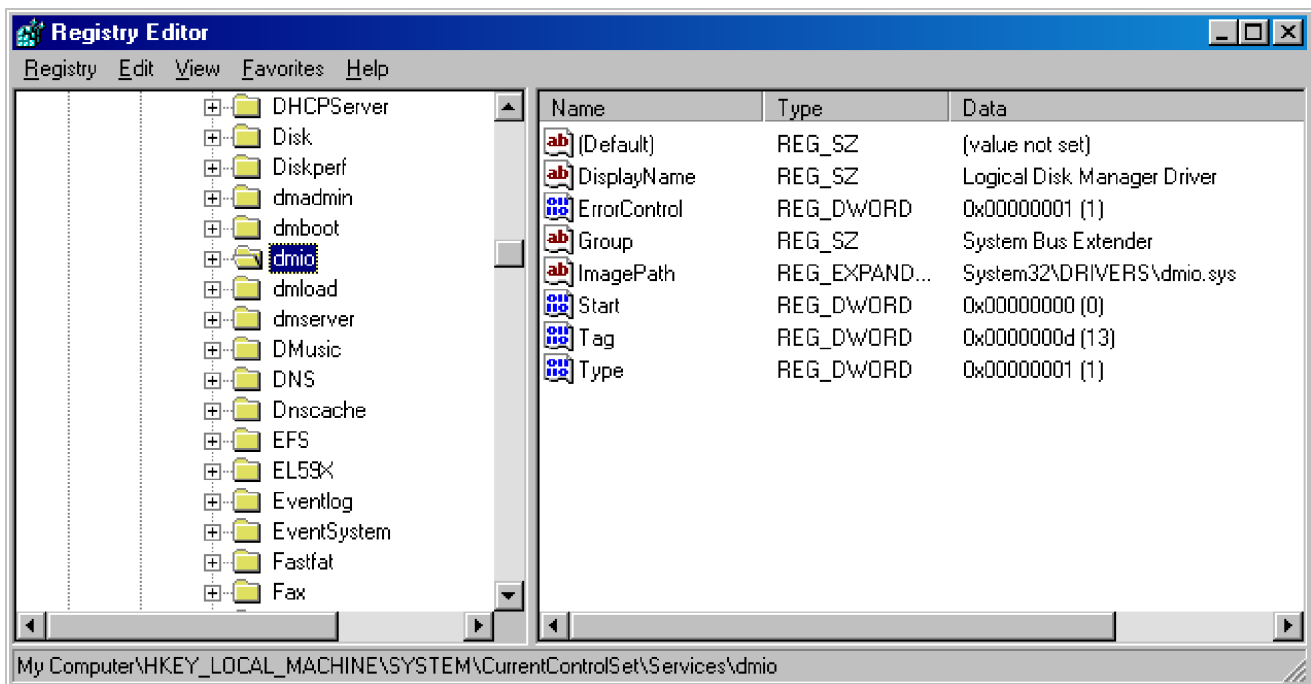 Registry Editor
Registry Edit View Favorites Help
DHCPServer
Disk
Diskperf
dmadmin
dmboot
dmio
dmload
dmserver
DMusic
DNS
Dnscache
EFS
EL59X
Eventlog
EventSystem
Fastfat
Fax
Name Type Data
(Default) REG_SZ (value not set)
DisplayName REG_SZ Logical Disk Manager Driver
ErrorControl REG_DWORD 0x00000001 (1)
Group REG_SZ System Bus Extender
ImagePath REG_EXPAND... System32\DRIVERS\dmio.sys
Start REG_DWORD 0x00000000 (0)
Tag REG_DWORD 0x0000000d (13)
Type REG_DWORD 0x00000001 (1)
My Computer\HKEY_LOCAL_MACHINE\SYSTEM\CurrentControlSet\Services\dmio